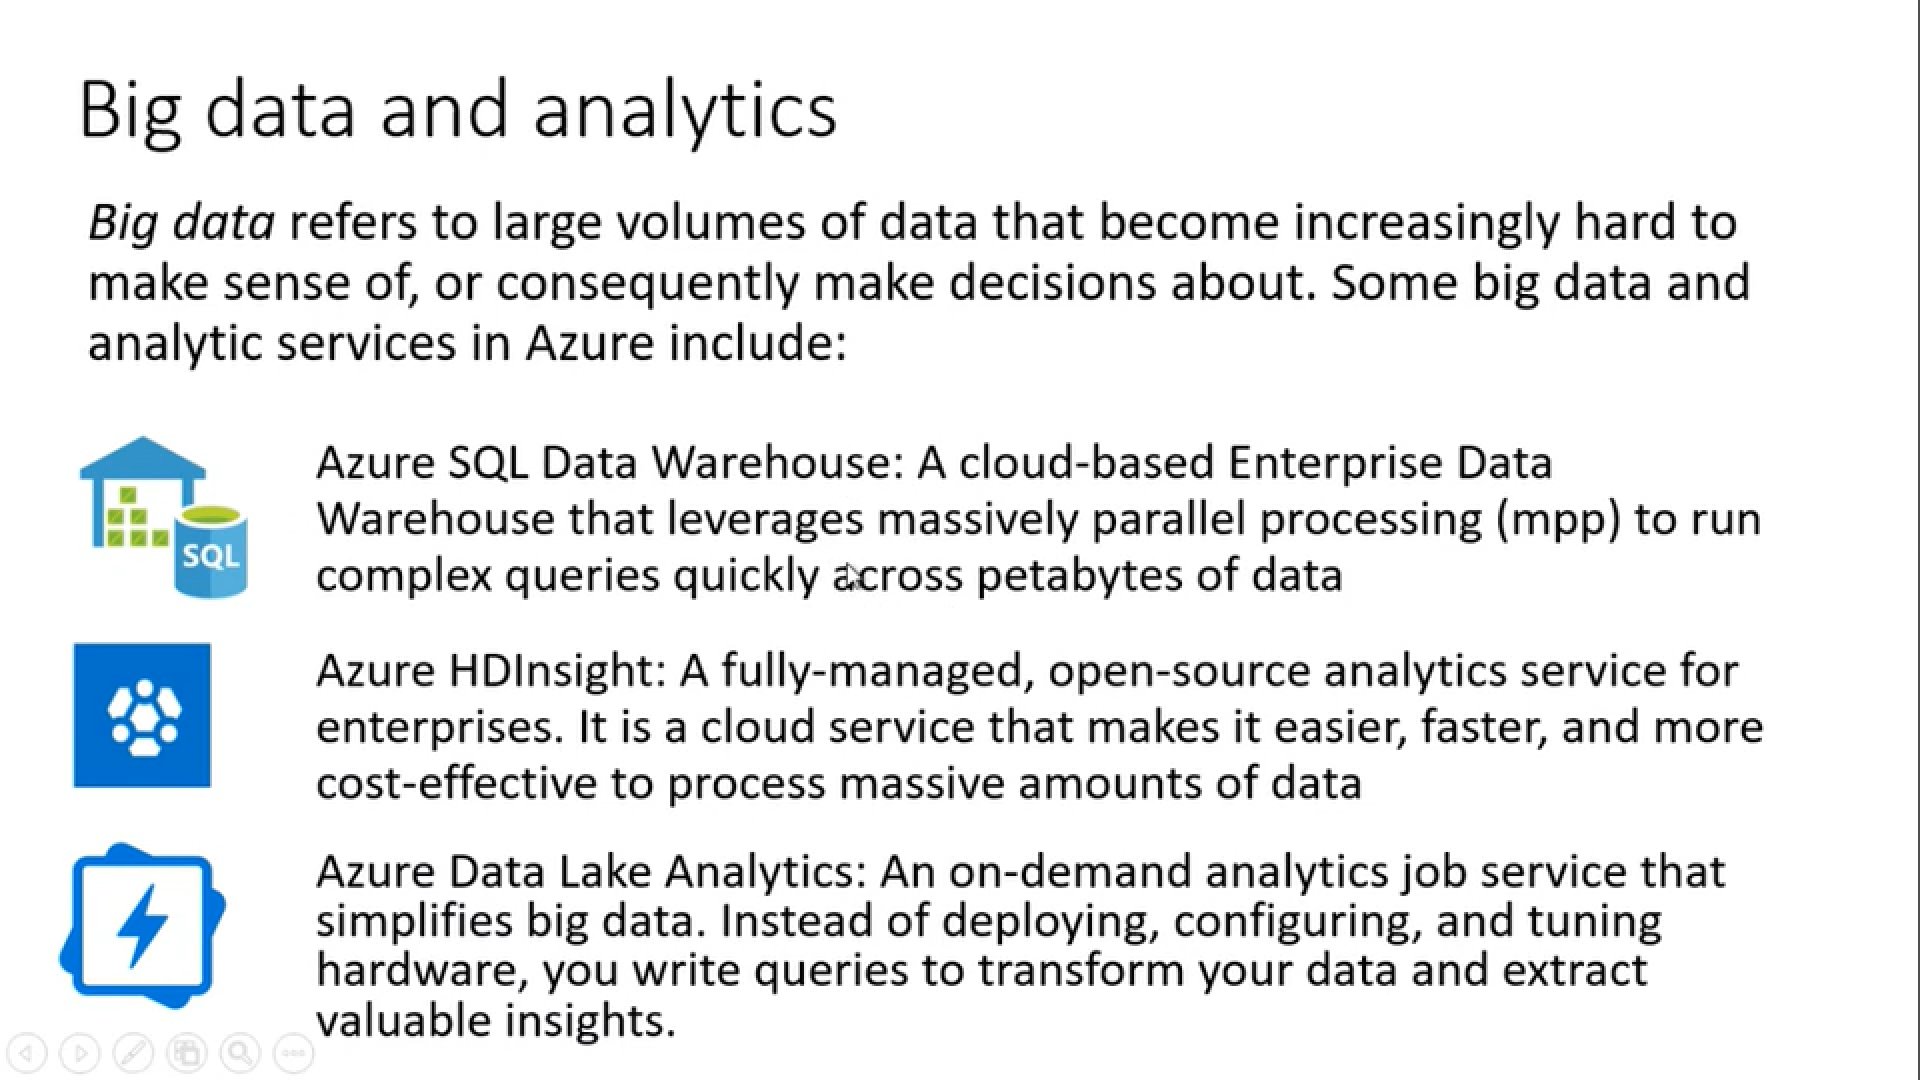 Big data and analytics
Big data refers to large volumes of data that become increasingly hard to
make sense of, or consequently make decisions about. Some big data and
analytic services in Azure include:
Azure SQL Data Warehouse: A cloud-based Enterprise Data
Warehouse that leverages massively parallel processing (mpp) to run
complex queries quickly across petabytes of data
SQL
Azure HDInsight: A fully-managed, open-source analytics service for
enterprises. It is a cloud service that makes it easier, faster, and more
cost-effective to process massive amounts of data
Azure Data Lake Analytics: An on-demand analytics job service that
simplifies big data. Instead of deploying, configuring, and tuning
hardware, you write queries to transform your data and extract
valuable insights.